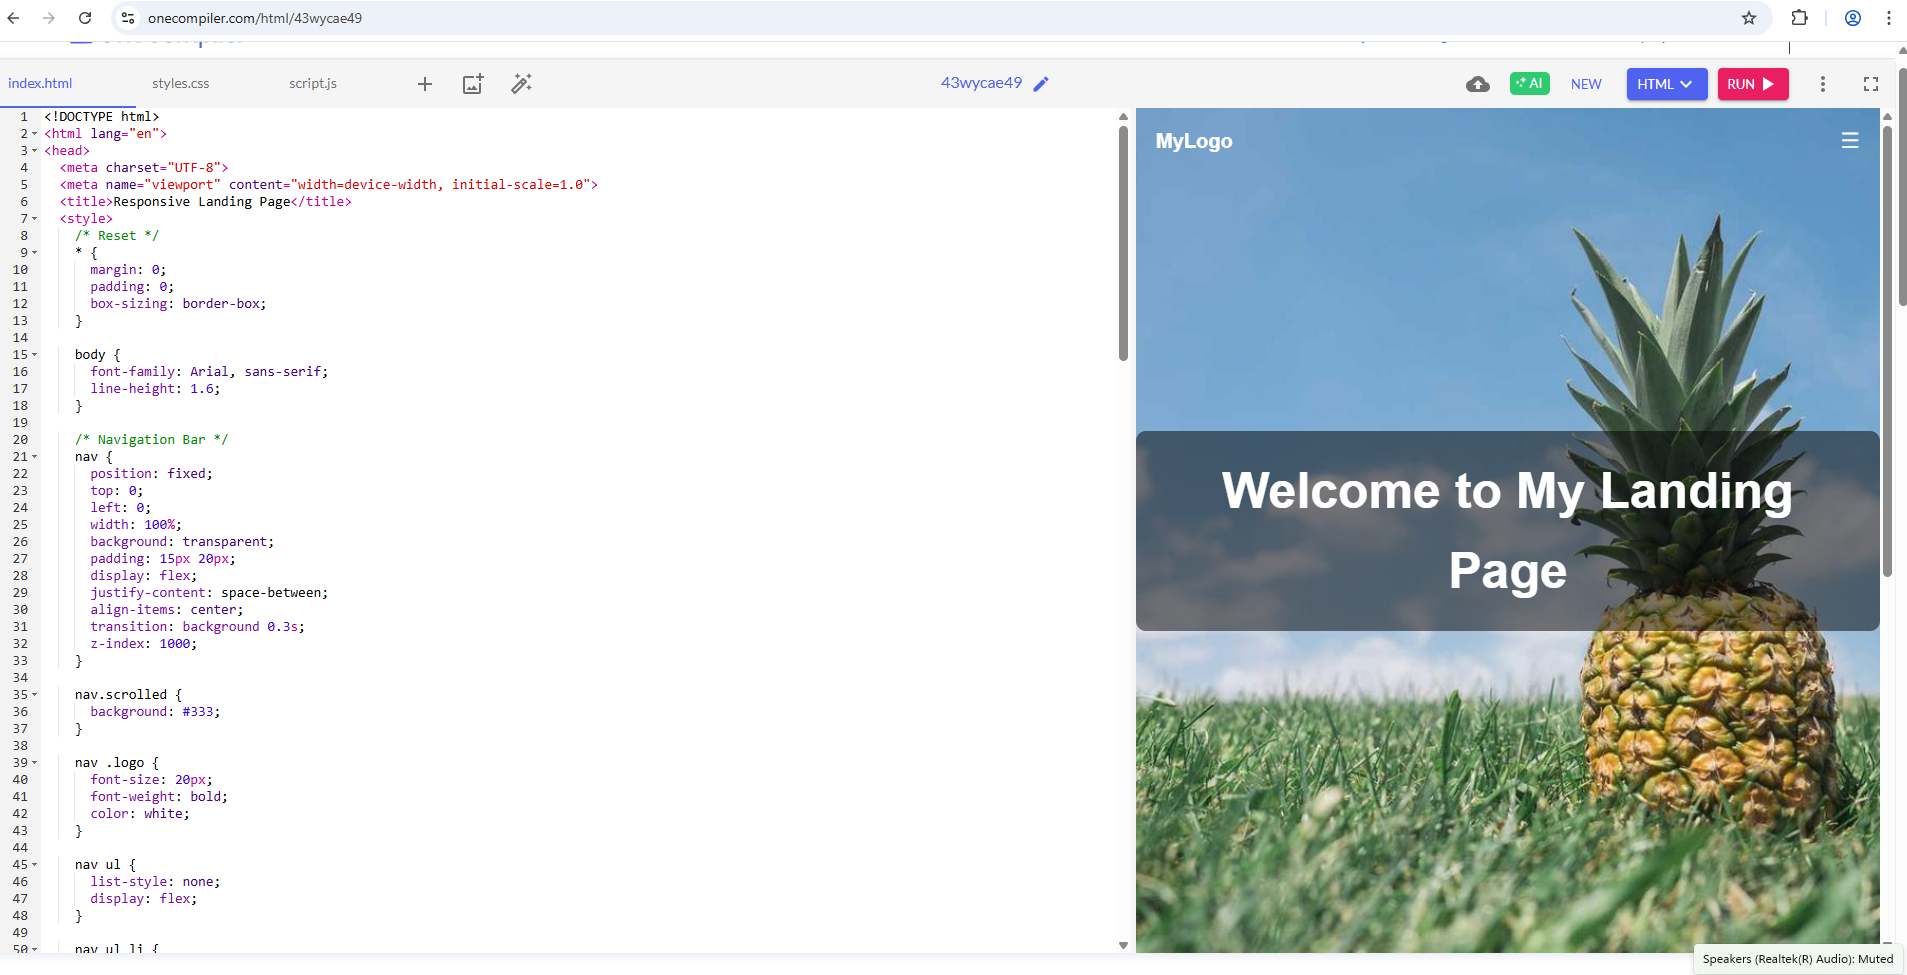 onecompiler.com/html/43wycae49
index.html
styles.css
script.js
43wycae49
AI
NEW
HTML
RUN
1 <!DOCTYPE html>
2 <html lang="en">
3 <head>
4 <meta charset="UTF-8">
5 <meta name="viewport" content="width=device-width, initial-scale=1.0">
6 <title>Responsive Landing Page</title>
7 <style>
8 /* Reset */
9 * {
10 margin: 0;
11 padding: 0;
12 box-sizing: border-box;
13 }
14
15 body {
16 font-family: Arial, sans-serif;
17 line-height: 1.6;
18 }
19
20 /* Navigation Bar */
21 nav {
22 position: fixed;
23 top: 0;
24 left: 0;
25 width: 100%;
26 background: transparent;
27 padding: 15px 20px;
28 display: flex;
29 justify-content: space-between;
30 align-items: center;
31 transition: background 0.3s;
32 z-index: 1000;
33 }
34
35 nav.scrolled {
36 background: #333;
37 }
38
39 nav .logo {
40 font-size: 20px;
41 font-weight: bold;
42 color: white;
43 }
44
45 nav ul {
46 list-style: none;
47 display: flex;
48 }
49
50 nav ul li {
MyLogo
Welcome to My Landing
Page
Speakers (Realtek(R) Audio): Muted